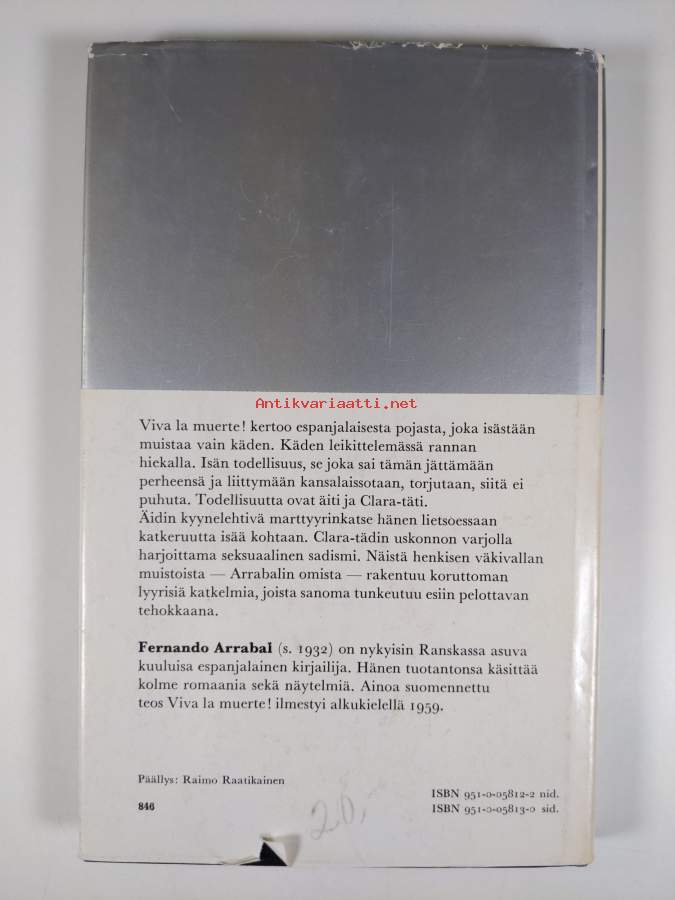 Antikvariaatti.net
Viva la muerte! kertoo espanjalaisesta pojasta, joka isästään
muistaa vain käden. Käden leikittelemässä rannan
hiekalla. Isän todellisuus, se joka sai tämän jättämään
perheensä ja liittymään kansalaissotaan, torjutaan, siitä ei
puhuta. Todellisuutta ovat äiti ja Clara-täti.
Äidin kyynelehtivä marttyyrinkatse hänen lietsoessaan
katkeruutta isää kohtaan. Clara-tädin uskonnon varjolla
harjoittama seksuaalinen sadismi. Näistä henkisen väkivallan
muistoista — Arrabalin omista — rakentuu koruttoman
lyyrisiä katkelmia, joista sanoma tunkeutuu esiin pelottavan
tehokkaana.
Fernando Arrabal (s. 1932) on nykyisin Ranskassa asuva
kuuluisa espanjalainen kirjailija. Hänen tuotantonsa käsittää
kolme romaania sekä näytelmiä. Ainoa suomennettu
teos Viva la muerte! ilmestyi alkukielellä 1959.
Päällys: Raimo Raatikainen
846
ISBN 951-0-05812-2 nid.
ISBN 951-0-05813-0 sid.
20,-